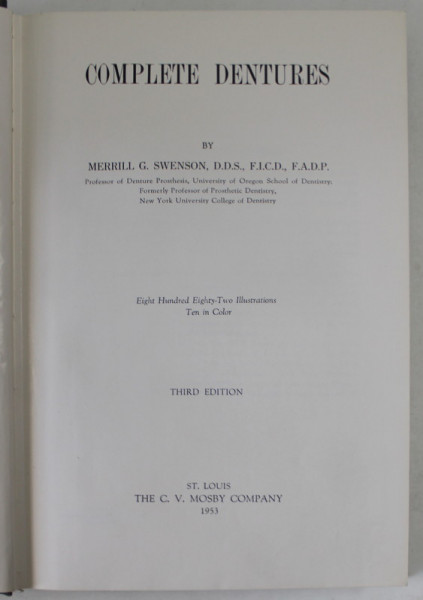 COMPLETE DENTURES
BY
MERRILL G. SWENSON, D.D.S., F.I.C.D., F.A.D.P.
Professor of Denture Prosthesis, University of Oregon School of Dentistry.
Formerly Professor of Prosthetic Dentistry,
New York University College of Dentistry
Eight Hundred Eighty-Two Illustrations
Ten in Color
THIRD EDITION
ST. LOUIS
THE C. V. MOSBY COMPANY
1953